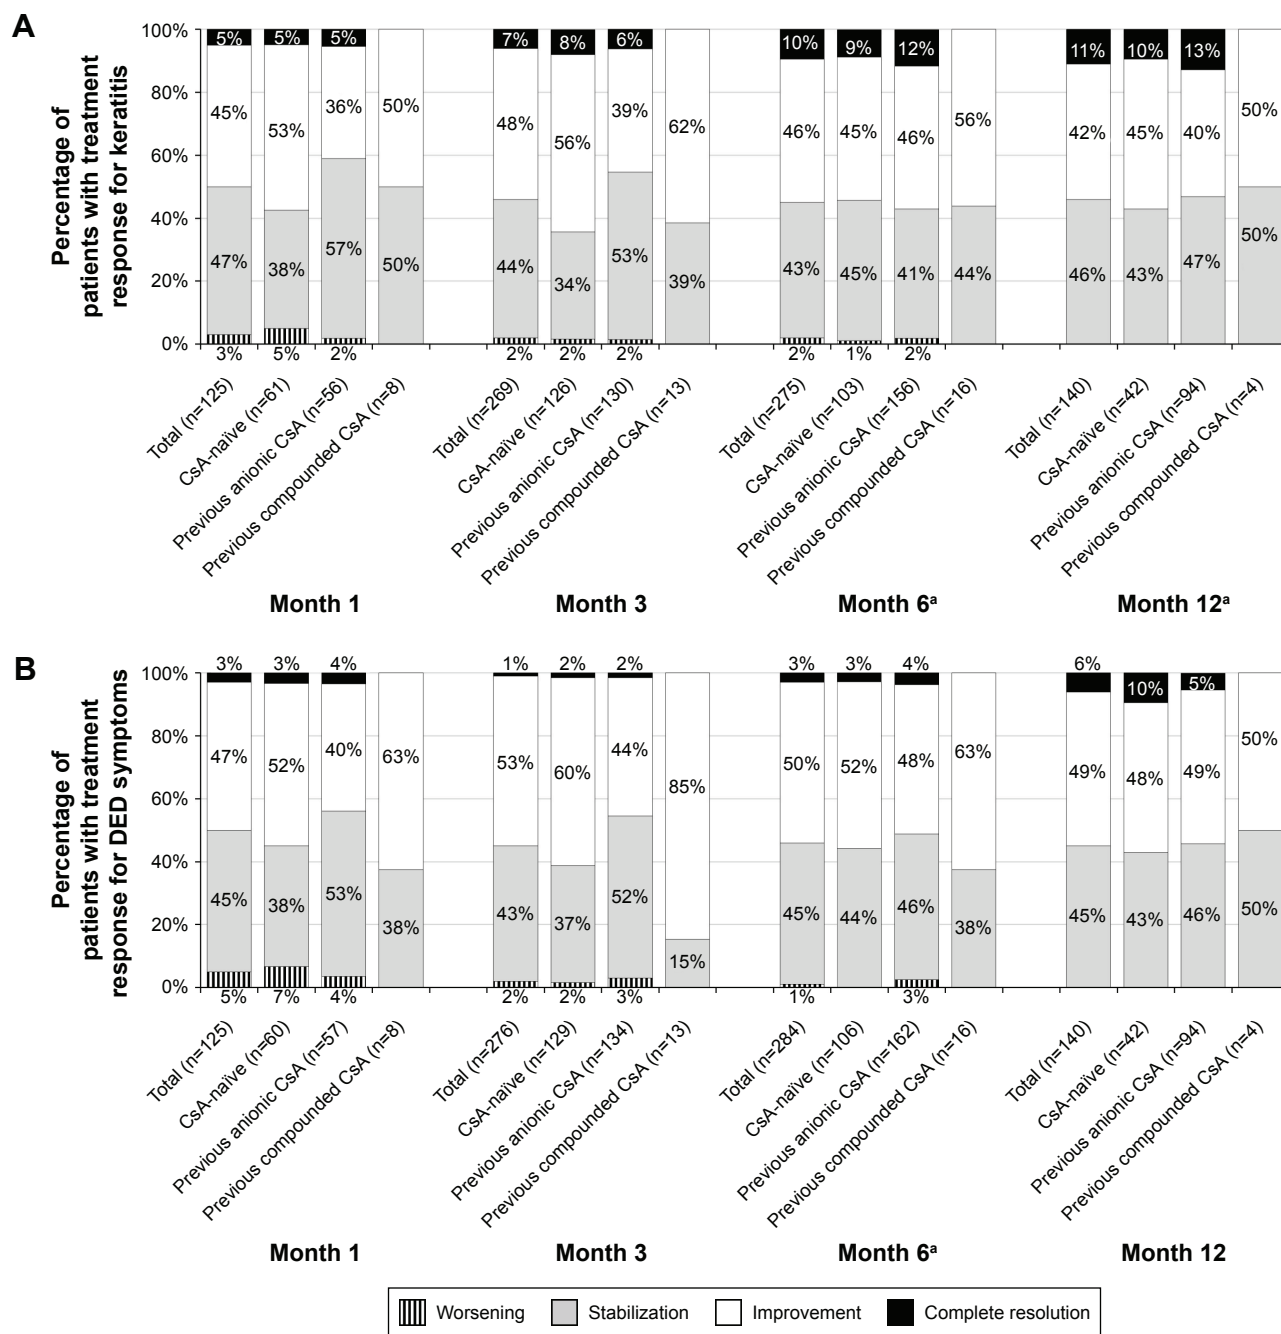 A
Percentage of
patients with treatment
response for keratitis
100%
80%
60%
40%
20%
0%
5% 5% 5%
45% 53% 36% 50%
47% 38% 57% 50%
3% 5% 2%
7% 8% 6%
48% 56% 39% 62%
44% 34% 53% 39%
2% 2% 2%
10% 9% 12%
46% 45% 46% 56%
43% 45% 41% 44%
2% 1% 2%
11% 10% 13%
42% 45% 40% 50%
46% 43% 47% 50%
Total (n=125)
CsA-naïve (n=61)
Previous anionic CsA (n=56)
Previous compounded CsA (n=8)
Total (n=269)
CsA-naïve (n=126)
Previous anionic CsA (n=130)
Previous compounded CsA (n=13)
Total (n=275)
CsA-naïve (n=103)
Previous anionic CsA (n=156)
Previous compounded CsA (n=16)
Total (n=140)
CsA-naïve (n=42)
Previous anionic CsA (n=94)
Previous compounded CsA (n=4)
Month 1 Month 3 Month 6ª Month 12ª
B
Percentage of
patients with treatment
response for DED symptoms
100%
80%
60%
40%
20%
0%
3% 3% 4%
47% 52% 40% 63%
45% 38% 53% 38%
5% 7% 4%
1% 2% 2%
53% 60% 44% 85%
43% 37% 52% 15%
2% 2% 3%
3% 3% 4%
50% 52% 48% 63%
45% 44% 46% 38%
1% 3%
6% 10% 5%
49% 48% 49% 50%
45% 43% 46% 50%
Total (n=125)
CsA-naïve (n=60)
Previous anionic CsA (n=57)
Previous compounded CsA (n=8)
Total (n=276)
CsA-naïve (n=129)
Previous anionic CsA (n=134)
Previous compounded CsA (n=13)
Total (n=284)
CsA-naïve (n=106)
Previous anionic CsA (n=162)
Previous compounded CsA (n=16)
Total (n=140)
CsA-naïve (n=42)
Previous anionic CsA (n=94)
Previous compounded CsA (n=4)
Month 1 Month 3 Month 6ª Month 12
Worsening Stabilization Improvement Complete resolution